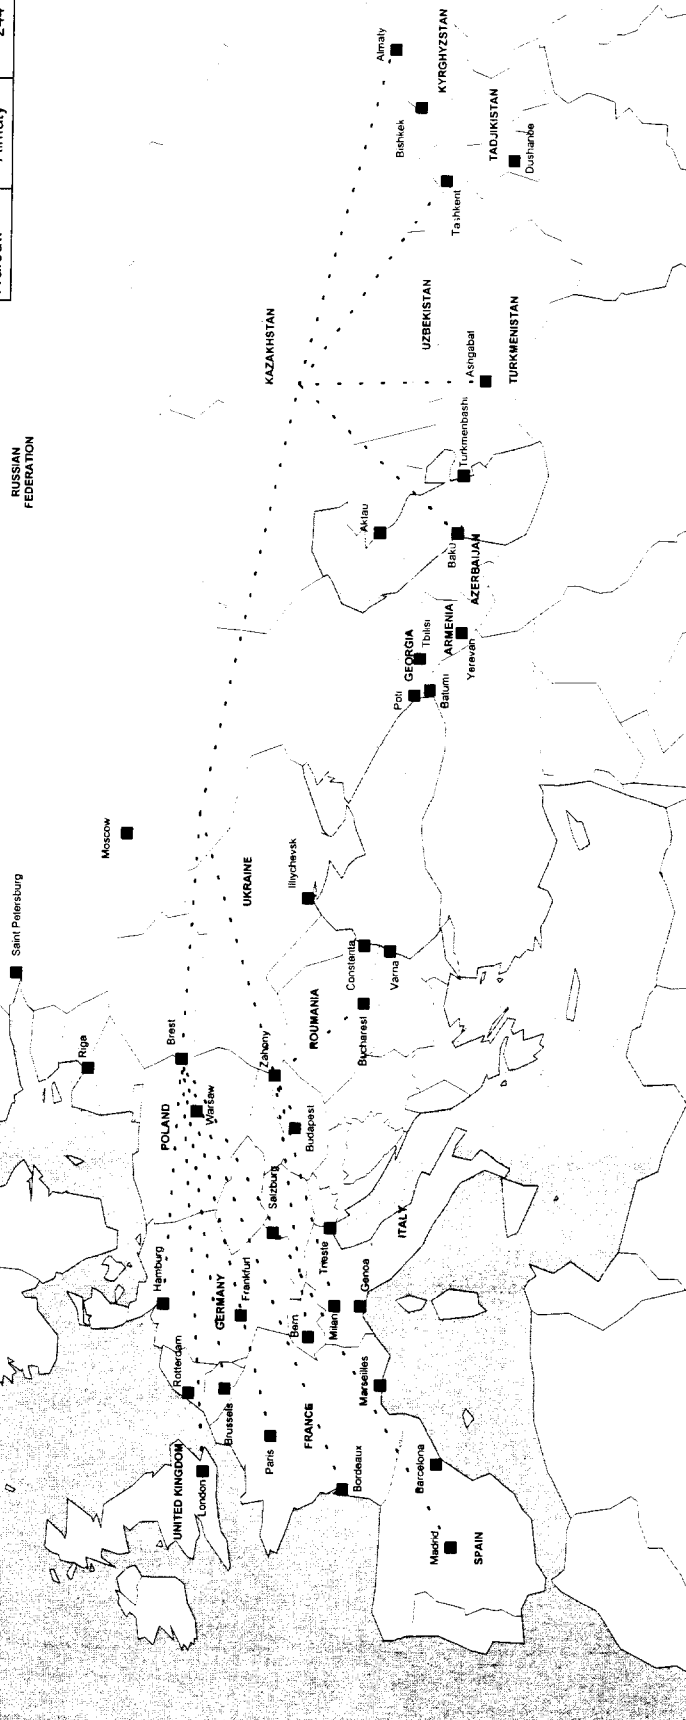 Almaty
244
RUSSIAN
FEDERATION
Saint Petersburg
Moscow
Riga
Brest
POLAND
Warsaw
Hamburg
Rotterdam
UNITED KINGDOM
London
Brussels
GERMANY
Frankfurt
Paris
FRANCE
Bordeaux
Salzburg
Zahony
Budapest
Bern
Milan
Trieste
Genoa
Marseilles
ITALY
Barcelona
Madrid
SPAIN
UKRAINE
Illiychevsk
ROUMANIA
Constanta
Bucharest
Varna
Poti
GEORGIA
Tbilisi
Batumi
ARMENIA
Yerevan
AZERBAIJAN
Baku
Aktau
KAZAKHSTAN
Turkmenbashi
Ashgabat
TURKMENISTAN
UZBEKISTAN
Tashkent
Bishkek
Almaty
KYRGHYZSTAN
TADJIKISTAN
Dushanbe